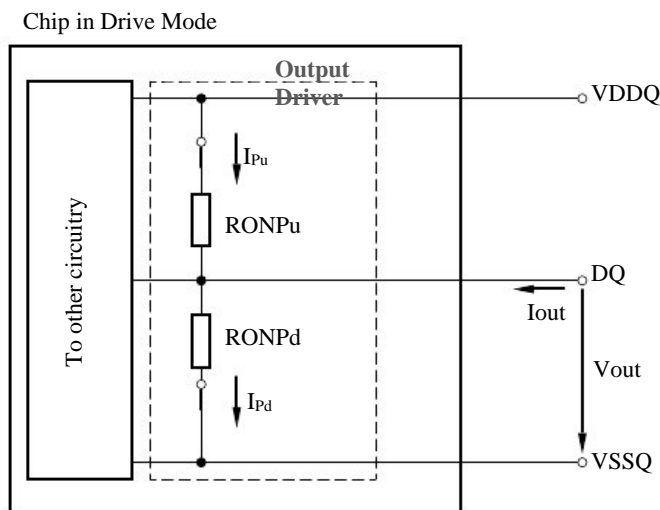 Chip in Drive Mode
Output
Driver
VDDQ
IPu
RONPu
To other circuitry
DQ
Iout
RONPd
Vout
IPd
VSSQ